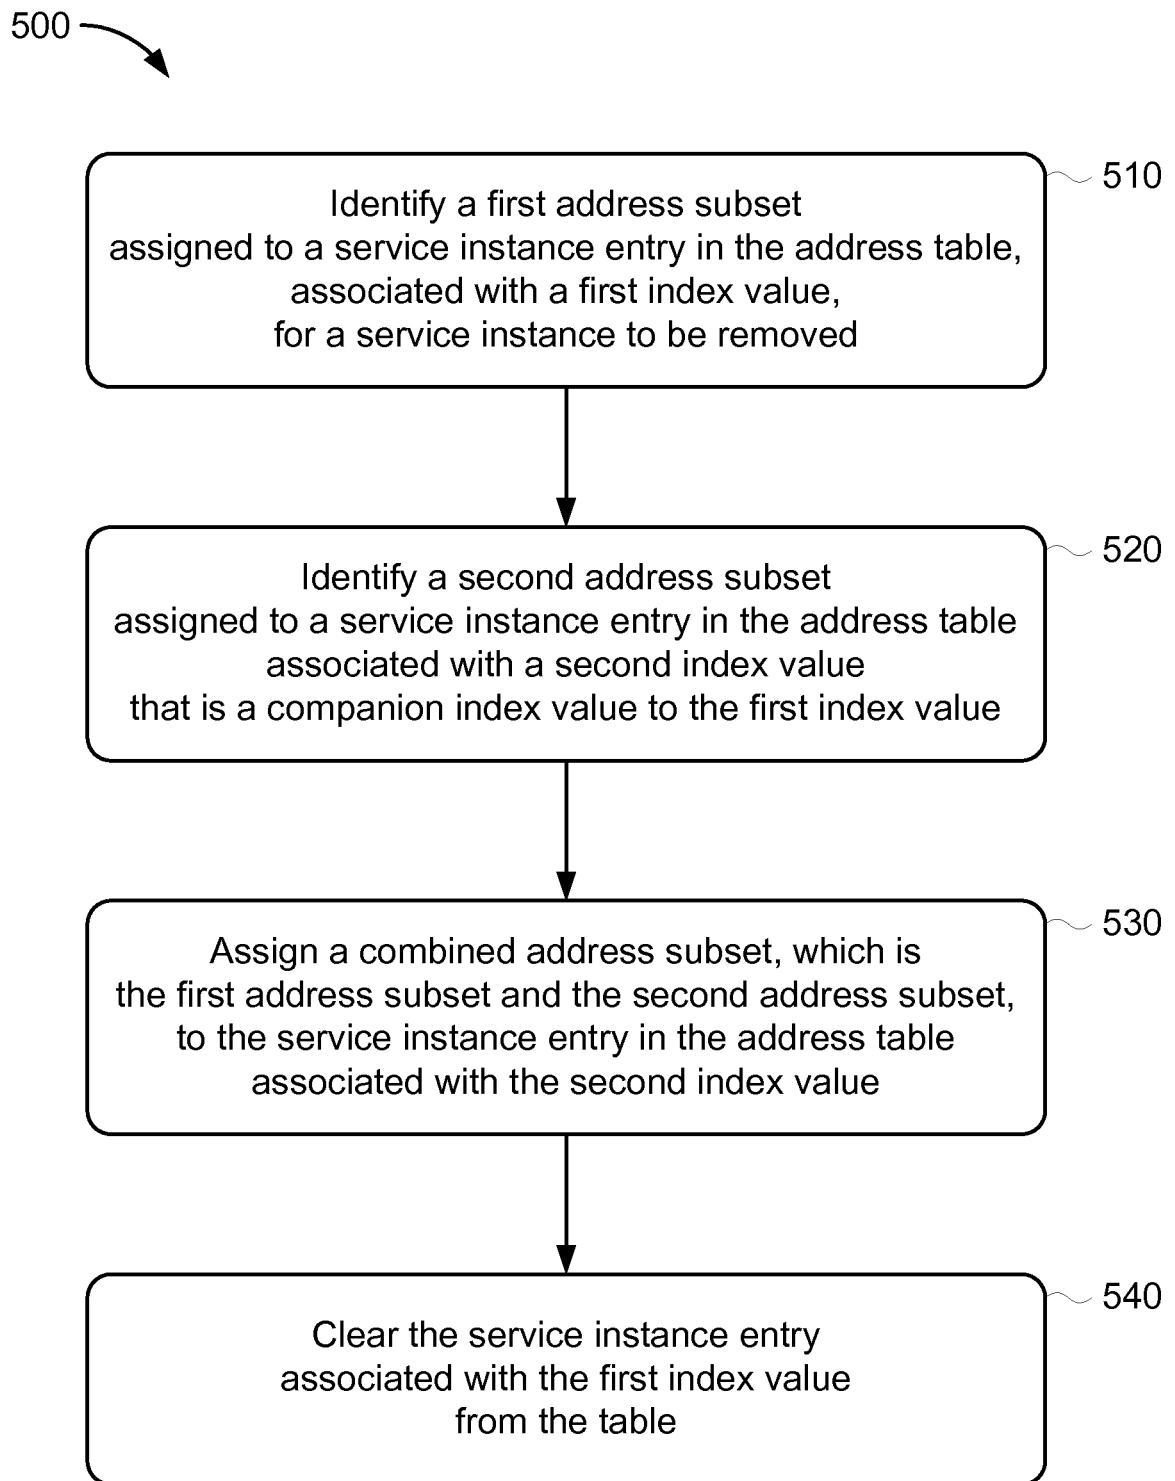 500
510
Identify a first address subset
assigned to a service instance entry in the address table,
associated with a first index value,
for a service instance to be removed
520
Identify a second address subset
assigned to a service instance entry in the address table
associated with a second index value
that is a companion index value to the first index value
530
Assign a combined address subset, which is
the first address subset and the second address subset,
to the service instance entry in the address table
associated with the second index value
540
Clear the service instance entry
associated with the first index value
from the table